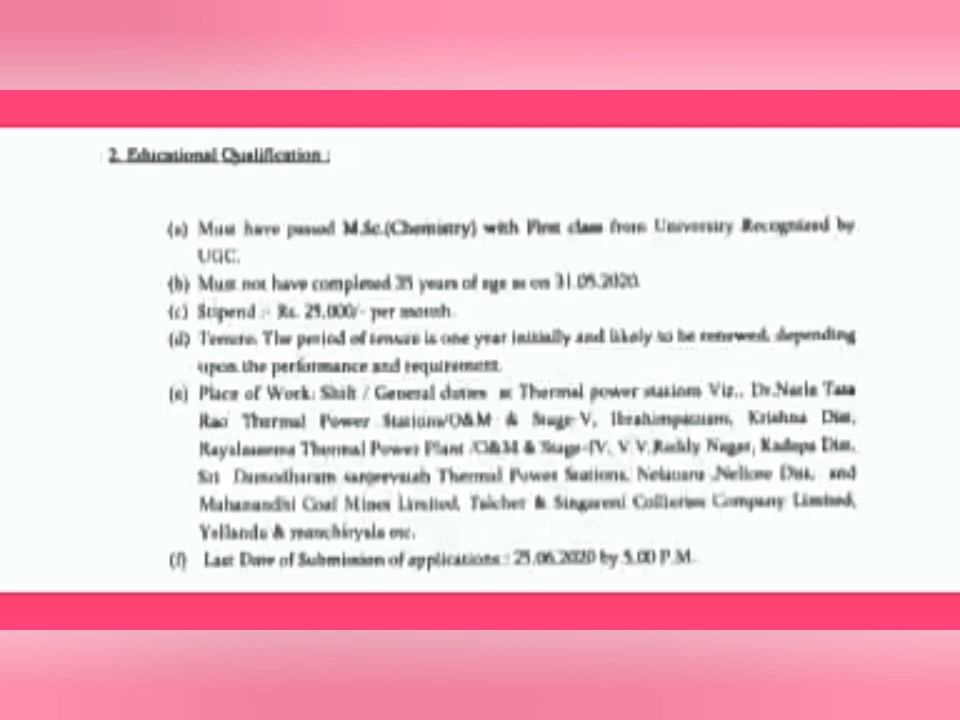 2. Educational Qualification :
(a) Must have passed M.Sc.(Chemistry) with First class from University Recognized by
UGC.
(b) Must not have completed 35 years of age as on 31.05.2020.
(c) Stipend :- Rs. 25,000/- per month.
(d) Tenure. The period of tenure is one year initially and likely to be renewed, depending
upon the performance and requirement.
(e) Place of Work: Shift / General duties at Thermal power stations Viz., Dr.Narla Tata
Rao Thermal Power Station/O&M & Stage-V, Ibrahimpatnam, Krishna Dist,
Rayalaseema Thermal Power Plant /O&M & Stage-IV, V.V.Reddy Nagar, Kadapa Dist,
Sri Damodharam sanjeevaiah Thermal Power Stations, Nelaturu ,Nellore Dist. and
Mahanandhi Coal Mines Limited, Talcher & Singareni Collieries Company Limited,
Yellandu & manchiryala etc.
(f) Last Date of Submission of applications : 25.06.2020 by 5.00 P.M.